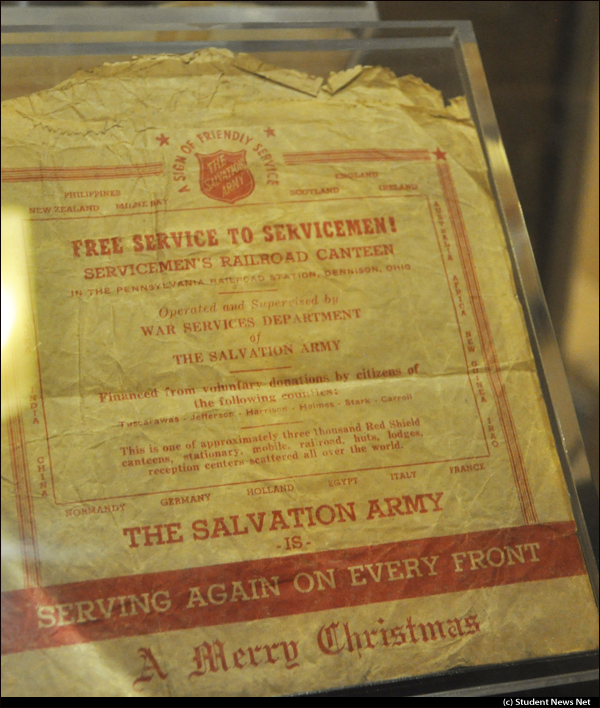 A SIGN OF FRIENDLY SERVICE
THE
SALVATION
ARMY
PHILIPPINES
ENGLAND
NEW ZEALAND MILNE BAY
SCOTLAND IRELAND
FREE SERVICE TO SERVICEMEN!
SERVICEMEN'S RAILROAD CANTEEN
IN THE PENNSYLVANIA RAILROAD STATION, DENNISON, OHIO
Operated and Supervised by
WAR SERVICES DEPARTMENT
of
THE SALVATION ARMY
Financed from voluntary donations by citizens of
the following counties:
Tuscarawas - Jefferson - Harrison - Holmes - Stark - Carroll
This is one of approximately three thousand Red Shield
canteens, stationary, mobile, railroad, huts, lodges,
reception centers scattered all over the world.
INDIA CHINA
AUSTRALIA AFRICA NEW GUINEA IRAQ
NORMANDY GERMANY HOLLAND EGYPT ITALY FRANCE
THE SALVATION ARMY
-IS-
SERVING AGAIN ON EVERY FRONT
A Merry Christmas
(c) Student News Net